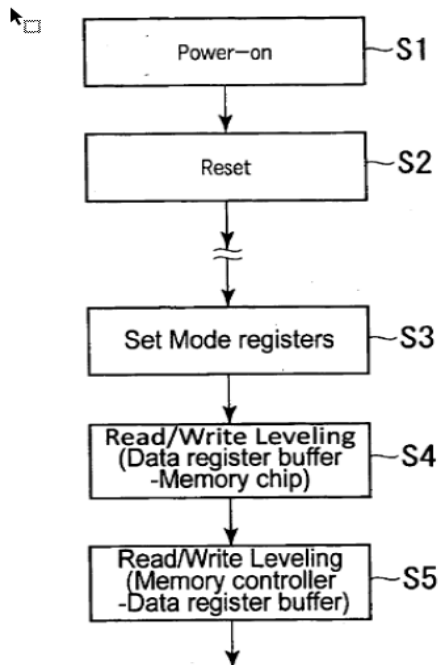 Power-on
S1
Reset
S2
Set Mode registers
S3
Read/Write Leveling
(Data register buffer
-Memory chip)
S4
Read/Write Leveling
(Memory controller
-Data register buffer)
S5